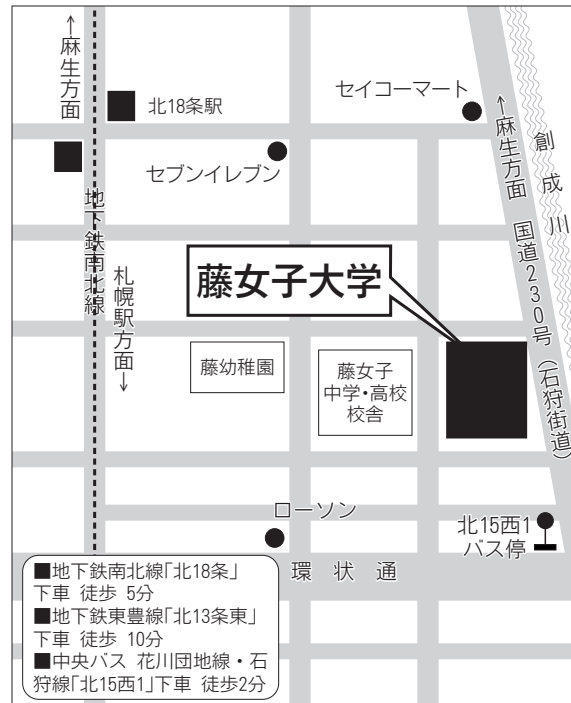 ←麻生方面
北18条駅
セイコーマート
セブンイレブン
←麻生方面 国道230号(石狩街道)
創成川
地下鉄南北線
札幌駅方面→
藤女子大学
藤幼稚園
藤女子
中学・高校
校舎
ローソン
北15西1
バス停
環状通
■地下鉄南北線「北18条」
下車 徒歩 5分
■地下鉄東豊線「北13条東」
下車 徒歩 10分
■中央バス 花川団地線・石
狩線「北15西1」下車 徒歩2分